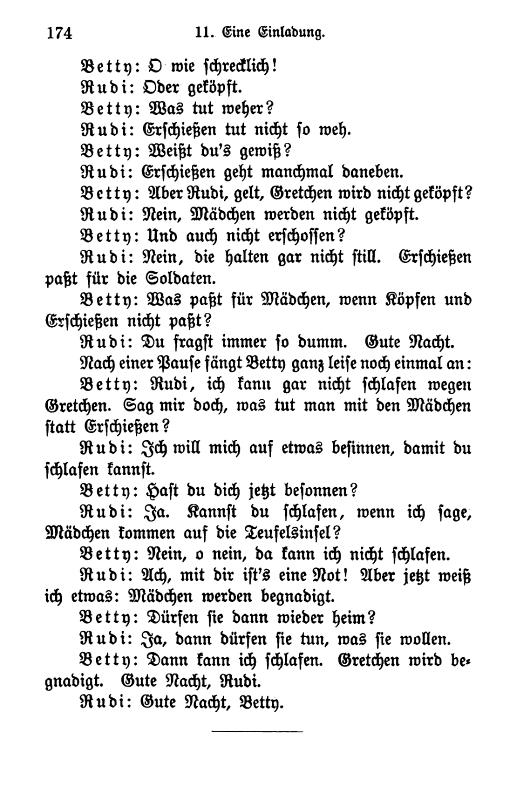 174 11. Eine Einladung.
Betty: O wie schrecklich!
Rudi: Oder geköpft.
Betty: Was tut weher?
Rudi: Erschießen tut nicht so weh.
Betty: Weißt du's gewiß?
Rudi: Erschießen geht manchmal daneben.
Betty: Aber Rudi, gelt, Gretchen wird nicht geköpft?
Rudi: Nein, Mädchen werden nicht geköpft.
Betty: Und auch nicht erschossen?
Rudi: Nein, die halten gar nicht still. Erschießen
paßt für die Soldaten.
Betty: Was paßt für Mädchen, wenn Köpfen und
Erschießen nicht paßt?
Rudi: Du fragst immer so dumm. Gute Nacht.
Nach einer Pause fängt Betty ganz leise noch einmal an:
Betty: Rudi, ich kann gar nicht schlafen wegen
Gretchen. Sag mir doch, was tut man mit den Mädchen
statt Erschießen?
Rudi: Ich will mich auf etwas besinnen, damit du
schlafen kannst.
Betty: Hast du dich jetzt besonnen?
Rudi: Ja. Kannst du schlafen, wenn ich sage,
Mädchen kommen auf die Teufelsinsel?
Betty: Nein, o nein, da kann ich nicht schlafen.
Rudi: Ach, mit dir ist's eine Not! Aber jetzt weiß
ich etwas: Mädchen werden begnadigt.
Betty: Dürfen sie dann wieder heim?
Rudi: Ja, dann dürfen sie tun, was sie wollen.
Betty: Dann kann ich schlafen. Gretchen wird be-
gnadigt. Gute Nacht, Rudi.
Rudi: Gute Nacht, Betty.